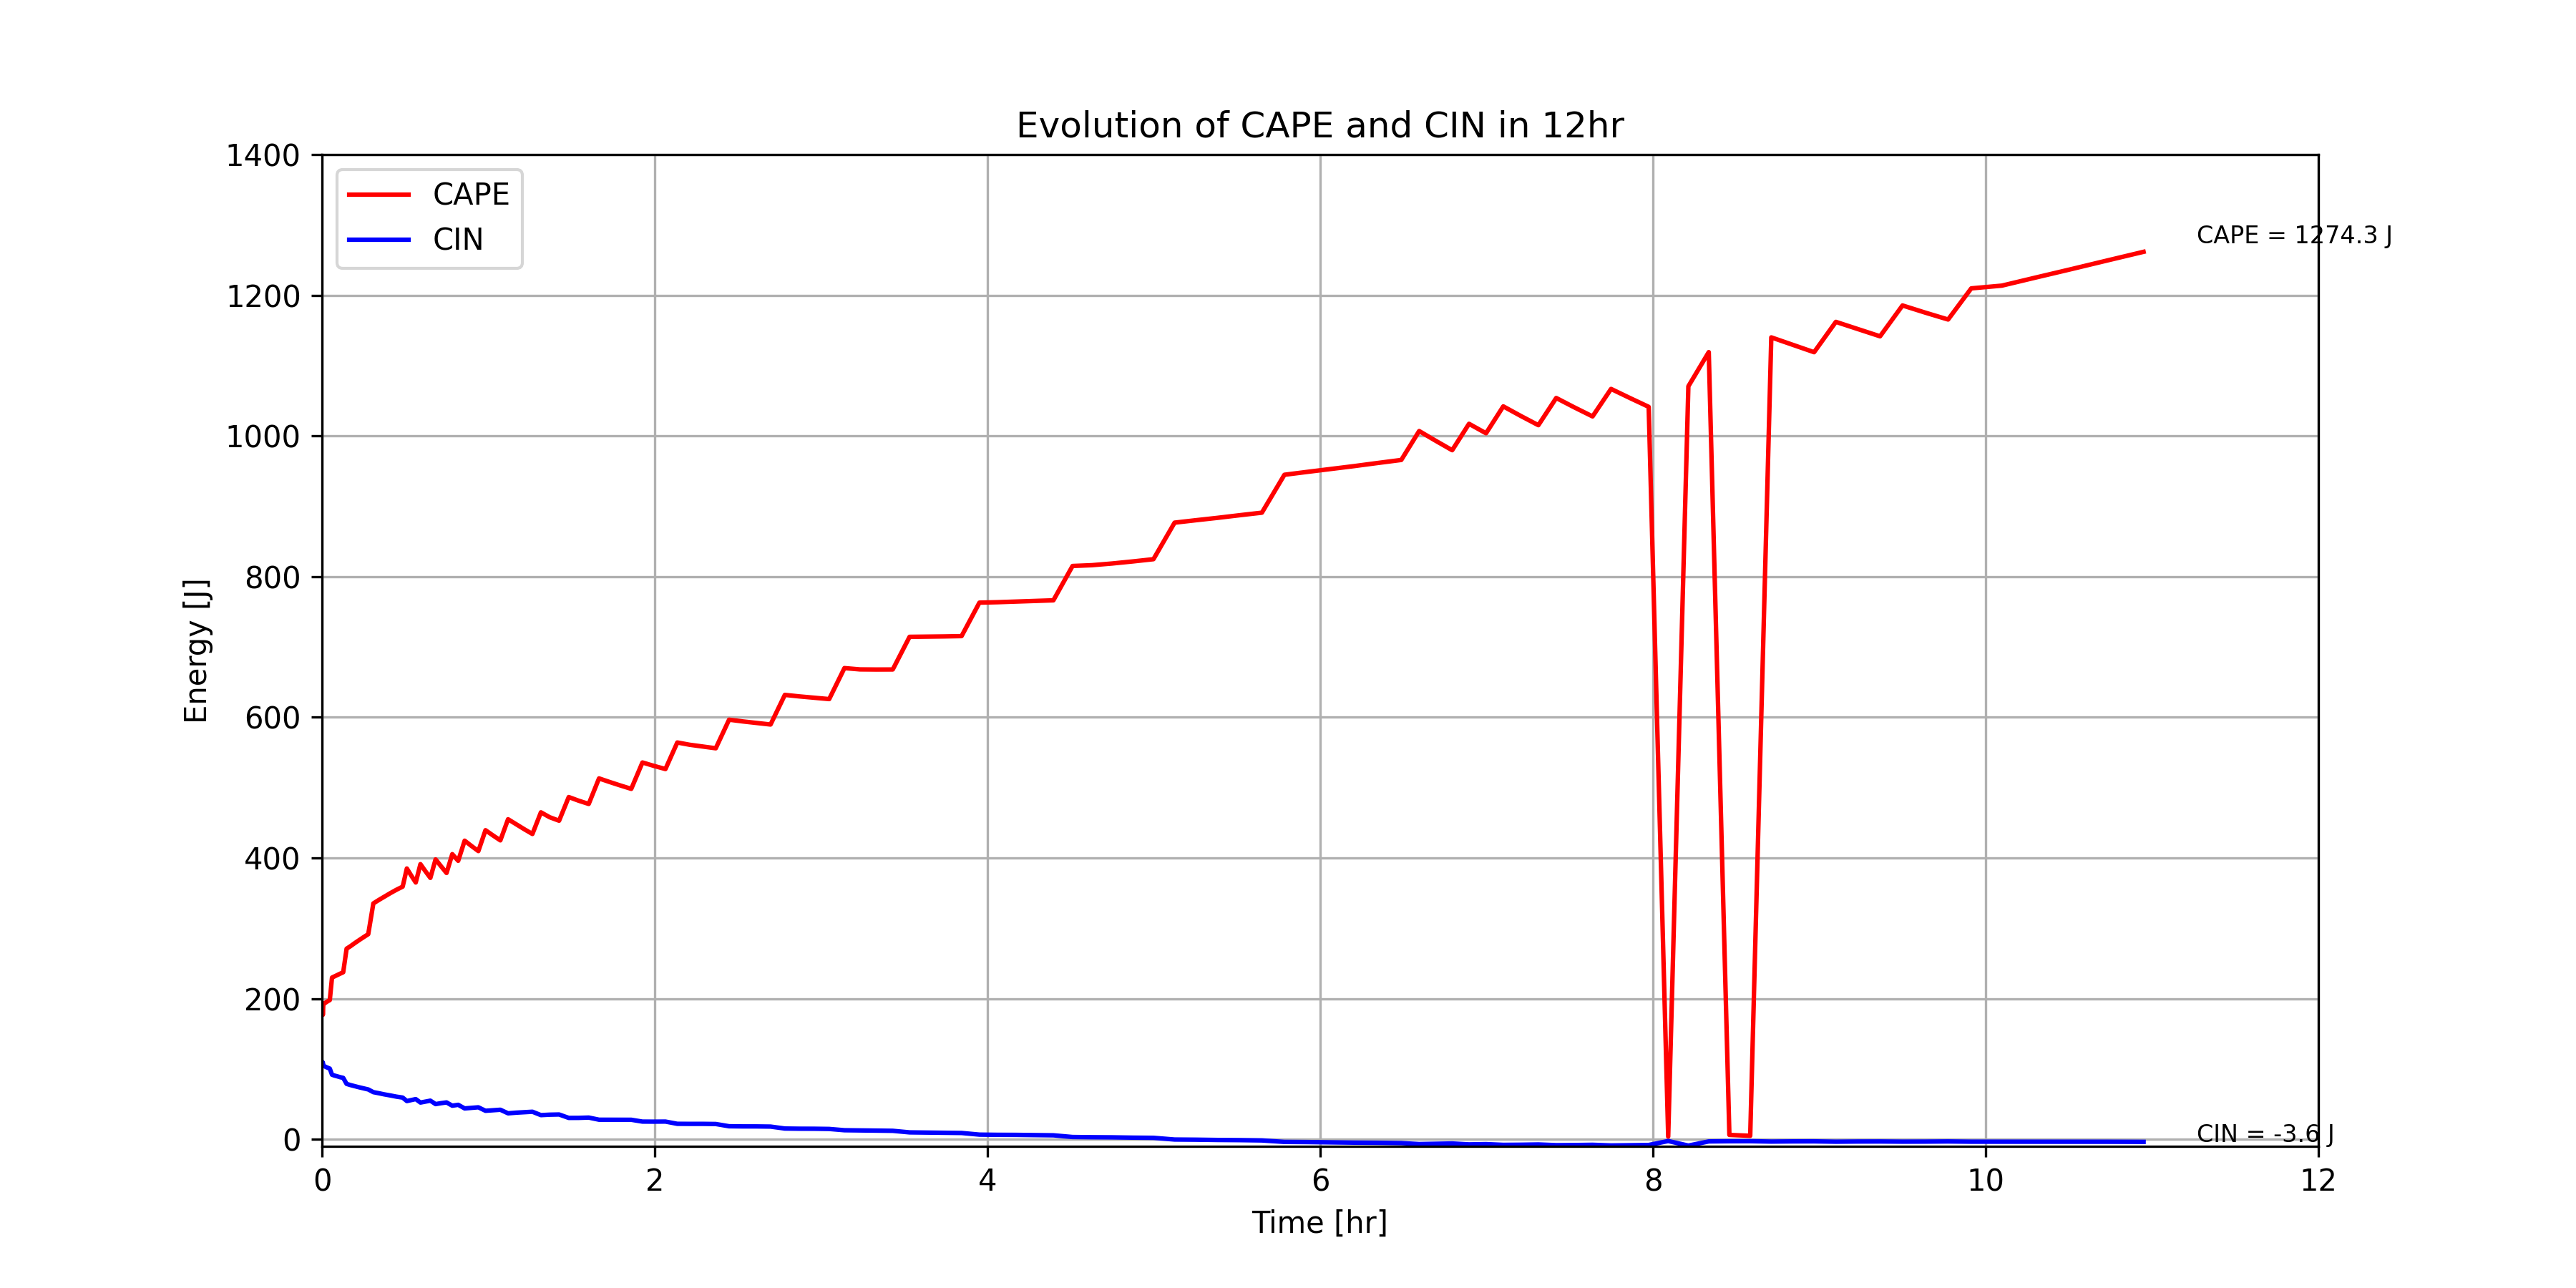 Evolution of CAPE and CIN in 12hr
1400
1200
1000
800
600
400
200
0
Energy [J]
CAPE
CIN
CAPE = 1274.3 J
CIN = -3.6 J
0 2 4 6 8 10 12
Time [hr]